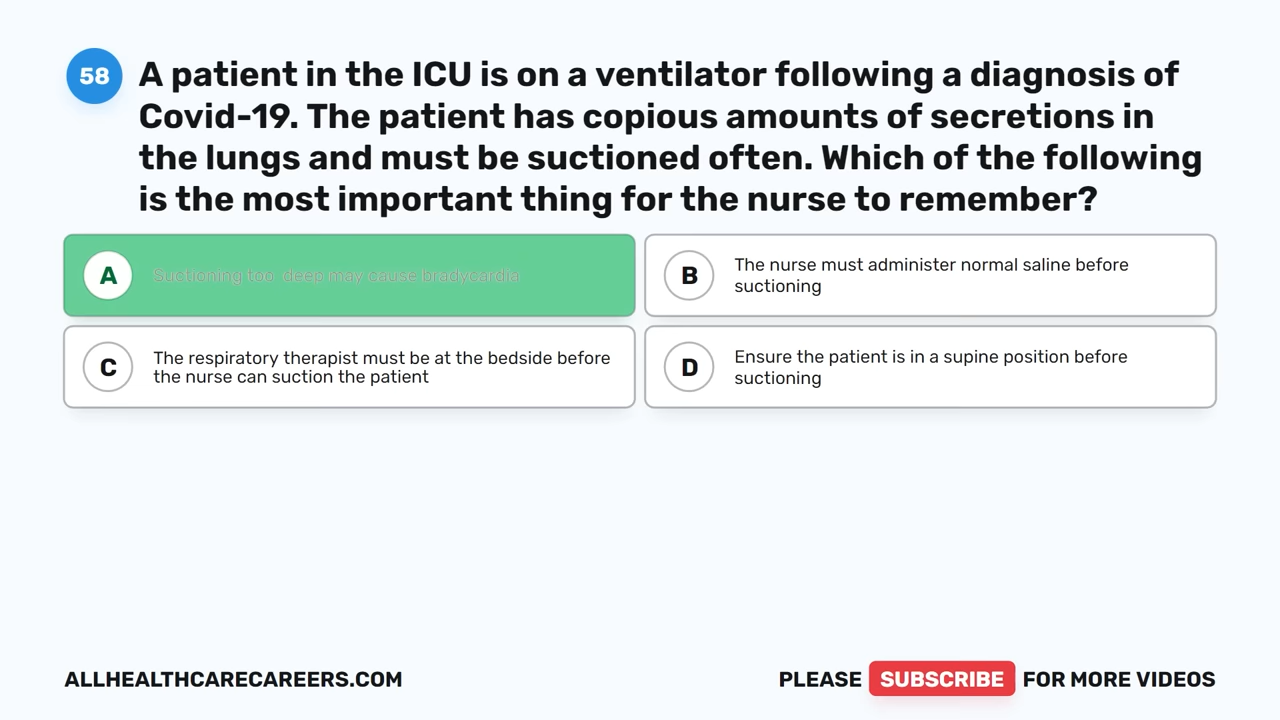 58
A patient in the ICU is on a ventilator following a diagnosis of
Covid-19. The patient has copious amounts of secretions in
the lungs and must be suctioned often. Which of the following
is the most important thing for the nurse to remember?
A
Suctioning too  deep may cause bradycardia
B
The nurse must administer normal saline before
suctioning
C
The respiratory therapist must be at the bedside before
the nurse can suction the patient
D
Ensure the patient is in a supine position before
suctioning
ALLHEALTHCARECAREERS.COM
PLEASE SUBSCRIBE FOR MORE VIDEOS